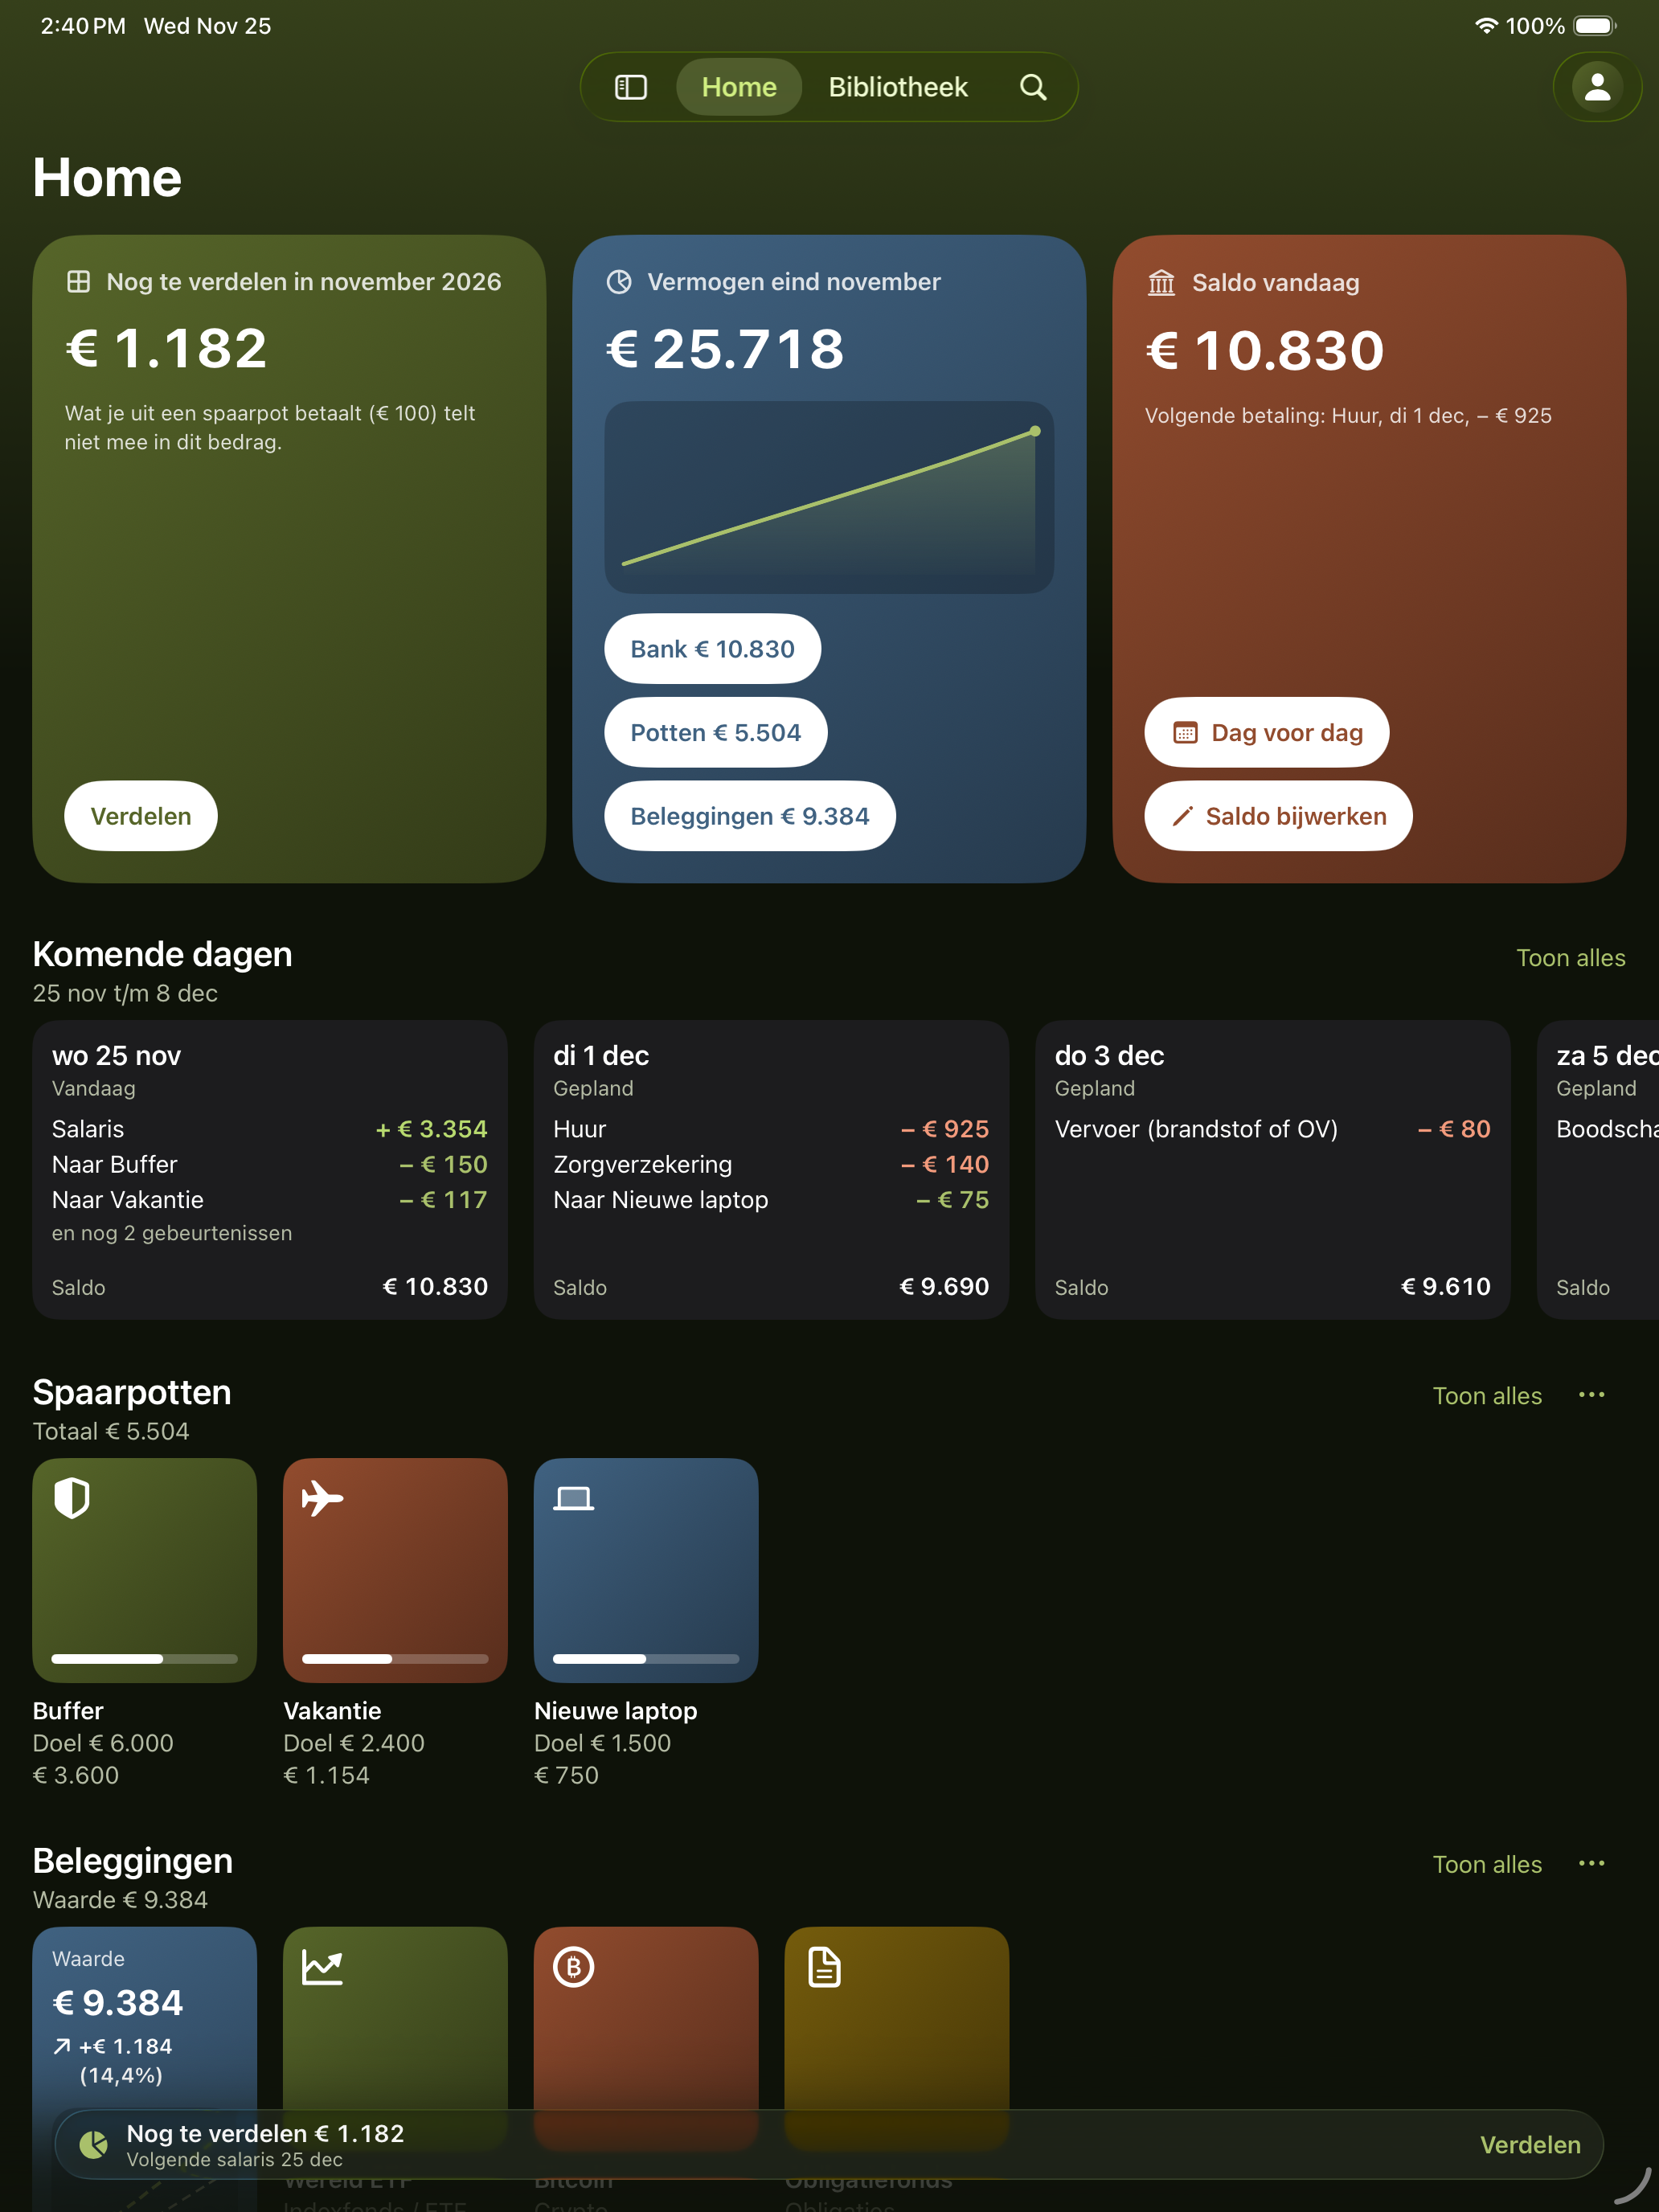 2:40 PM Wed Nov 25
100%
Home
Bibliotheek
Home
Nog te verdelen in november 2026
€ 1.182
Wat je uit een spaarpot betaalt (€ 100) telt
niet mee in dit bedrag.
Verdelen
Vermogen eind november
€ 25.718
Bank € 10.830
Potten € 5.504
Beleggingen € 9.384
Saldo vandaag
€ 10.830
Volgende betaling: Huur, di 1 dec, – € 925
Dag voor dag
Saldo bijwerken
Komende dagen
Toon alles
25 nov t/m 8 dec
wo 25 nov
Vandaag
Salaris + € 3.354
Naar Buffer – € 150
Naar Vakantie – € 117
en nog 2 gebeurtenissen
Saldo € 10.830
di 1 dec
Gepland
Huur – € 925
Zorgverzekering – € 140
Naar Nieuwe laptop – € 75
Saldo € 9.690
do 3 dec
Gepland
Vervoer (brandstof of OV) – € 80
Saldo € 9.610
za 5 dec
Gepland
Saldo
Spaarpotten
Toon alles
Totaal € 5.504
Buffer
Doel € 6.000
€ 3.600
Vakantie
Doel € 2.400
€ 1.154
Nieuwe laptop
Doel € 1.500
€ 750
Beleggingen
Toon alles
Waarde € 9.384
Waarde
€ 9.384
+€ 1.184
(14,4%)
Nog te verdelen € 1.182
Volgende salaris 25 dec
Verdelen
Wereld ETF
Indexfonds / ETF
Bitcoin
Crypto
Obligatiefonds
Obligaties